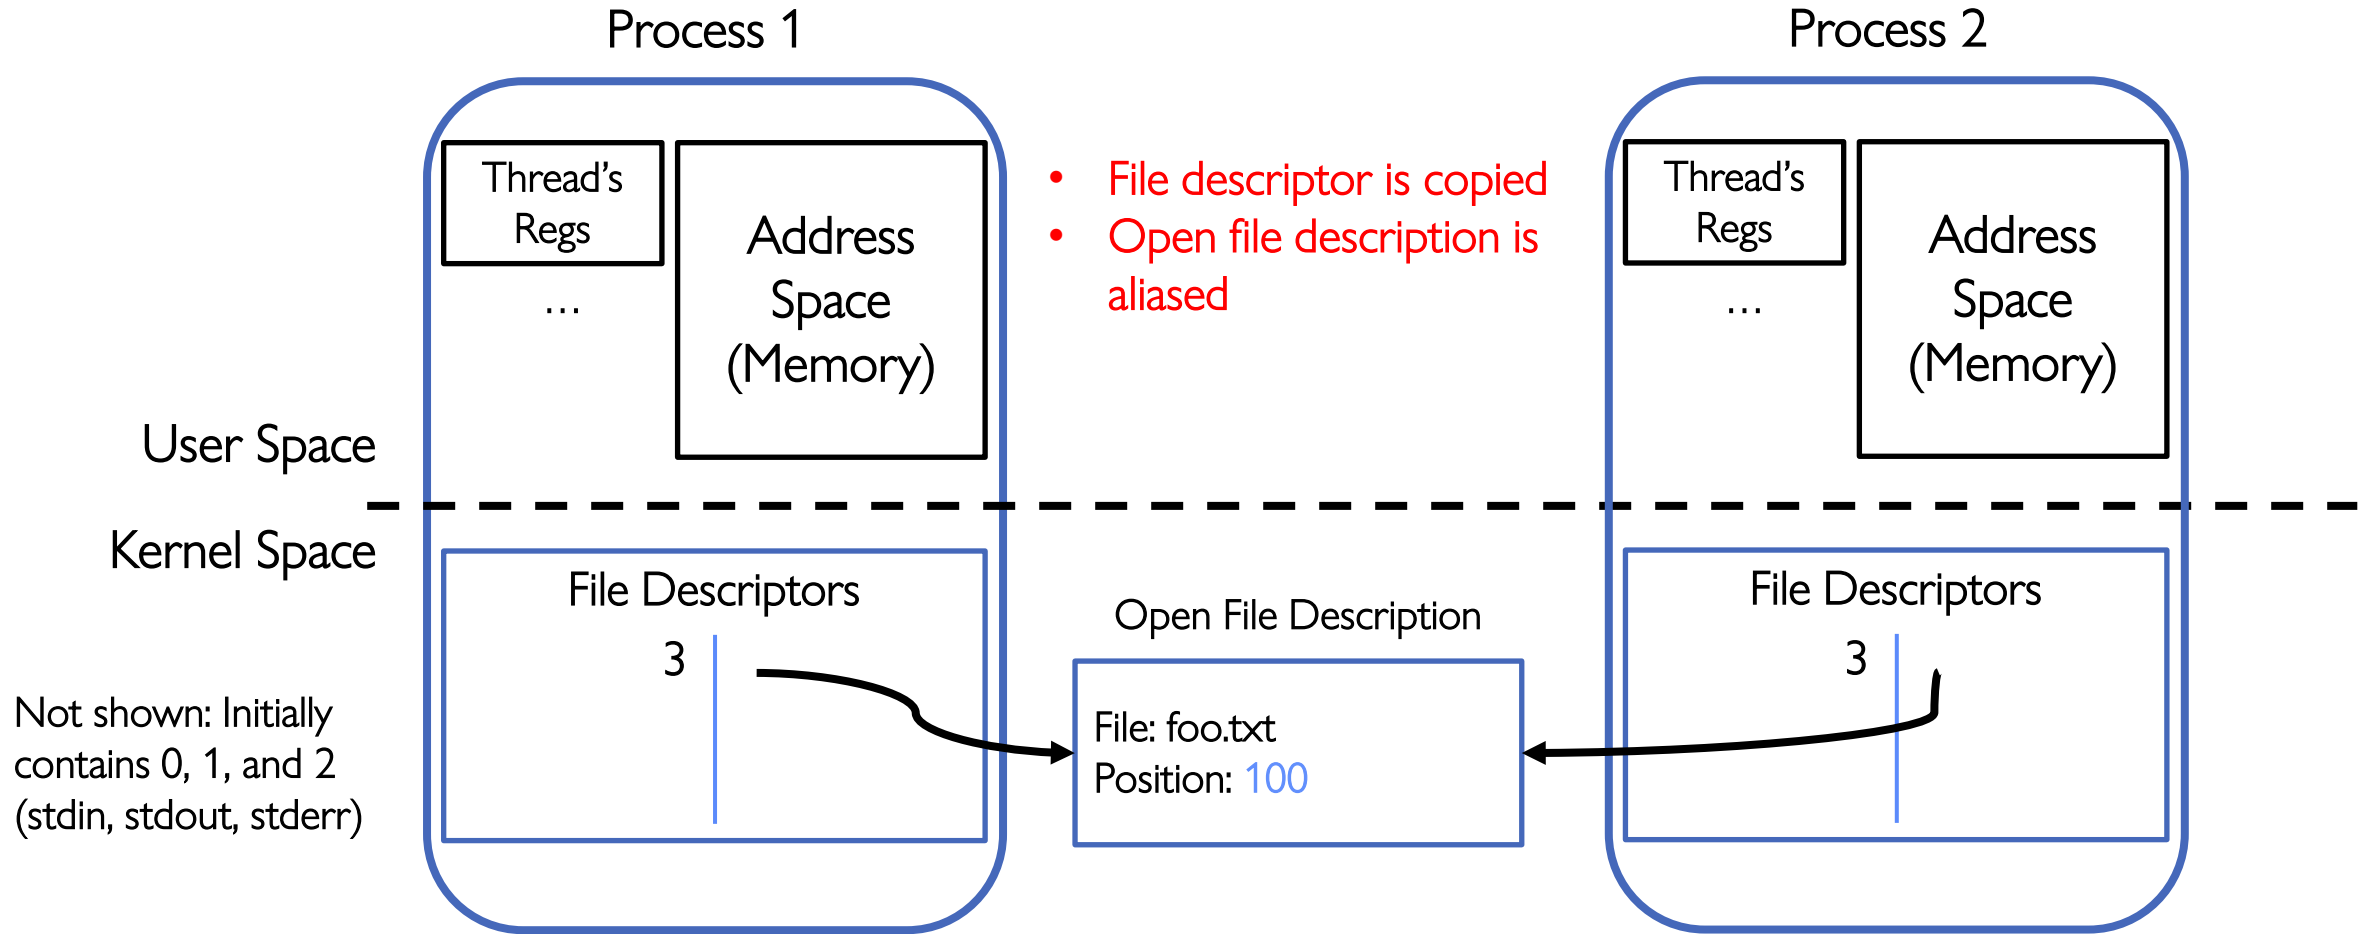 Process 1
Process 2
Thread’s
Regs
…
Address
Space
(Memory)
• File descriptor is copied
• Open file description is
aliased
Thread’s
Regs
…
Address
Space
(Memory)
User Space
Kernel Space
File Descriptors
3
Not shown: Initially
contains 0, 1, and 2
(stdin, stdout, stderr)
Open File Description
File: foo.txt
Position: 100
File Descriptors
3